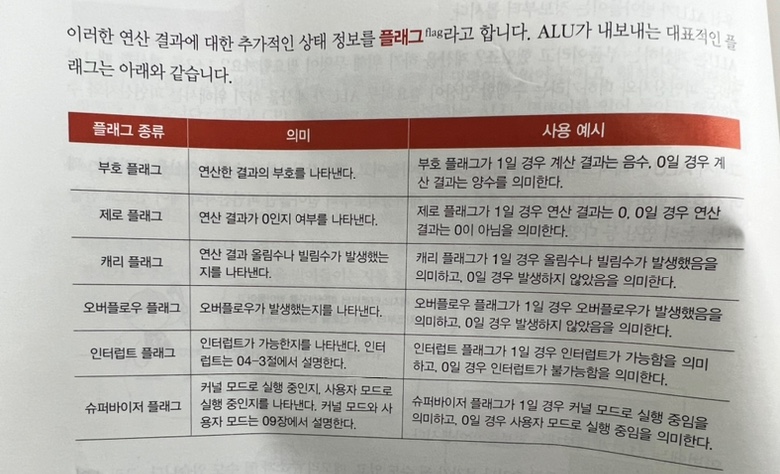 이러한 연산 결과에 대한 추가적인 상태 정보를 플래그flag라고 합니다. ALU가 내보내는 대표적인 플
래그는 아래와 같습니다.
플래그 종류 의미 사용 예시
부호 플래그
연산한 결과의 부호를 나타낸다.
부호 플래그가 1일 경우 계산 결과는 음수, 0일 경우 계
산 결과는 양수를 의미한다.
제로 플래그
연산 결과가 0인지 여부를 나타낸다.
제로 플래그가 1일 경우 연산 결과는 0, 0일 경우 연산
결과는 0이 아님을 의미한다.
캐리 플래그
연산 결과 올림수나 빌림수가 발생했는
지를 나타낸다.
캐리 플래그가 1일 경우 올림수나 빌림수가 발생했음을
의미하고, 0일 경우 발생하지 않았음을 의미한다.
오버플로우 플래그
오버플로우가 발생했는지를 나타낸다.
오버플로우 플래그가 1일 경우 오버플로우가 발생했음을
의미하고, 0일 경우 발생하지 않았음을 의미한다.
인터럽트 플래그
인터럽트가 가능한지를 나타낸다. 인터
럽트는 04-3절에서 설명한다.
인터럽트 플래그가 1일 경우 인터럽트가 가능함을 의미
하고, 0일 경우 인터럽트가 불가능함을 의미한다.
슈퍼바이저 플래그
커널 모드로 실행 중인지, 사용자 모드로
실행 중인지를 나타낸다. 커널 모드와 사
용자 모드는 09장에서 설명한다.
슈퍼바이저 플래그가 1일 경우 커널 모드로 실행 중임을
의미하고, 0일 경우 사용자 모드로 실행 중임을 의미한다.